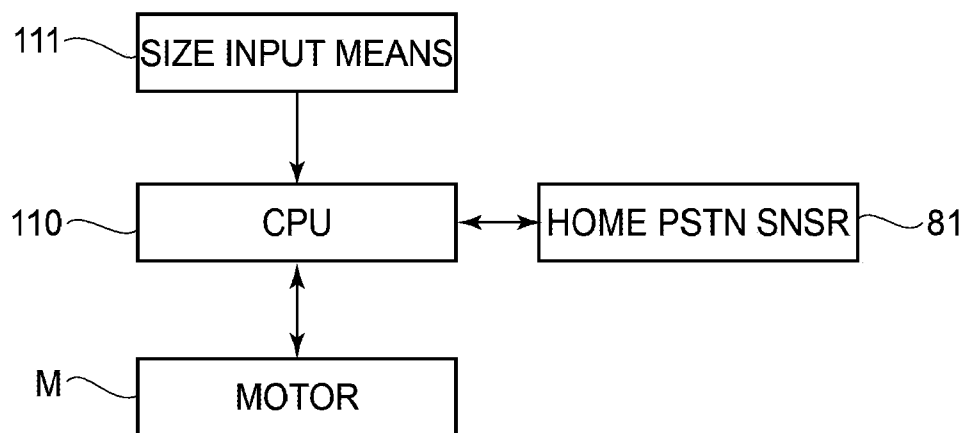 111 SIZE INPUT MEANS
110 CPU HOME PSTN SNSR 81
M MOTOR